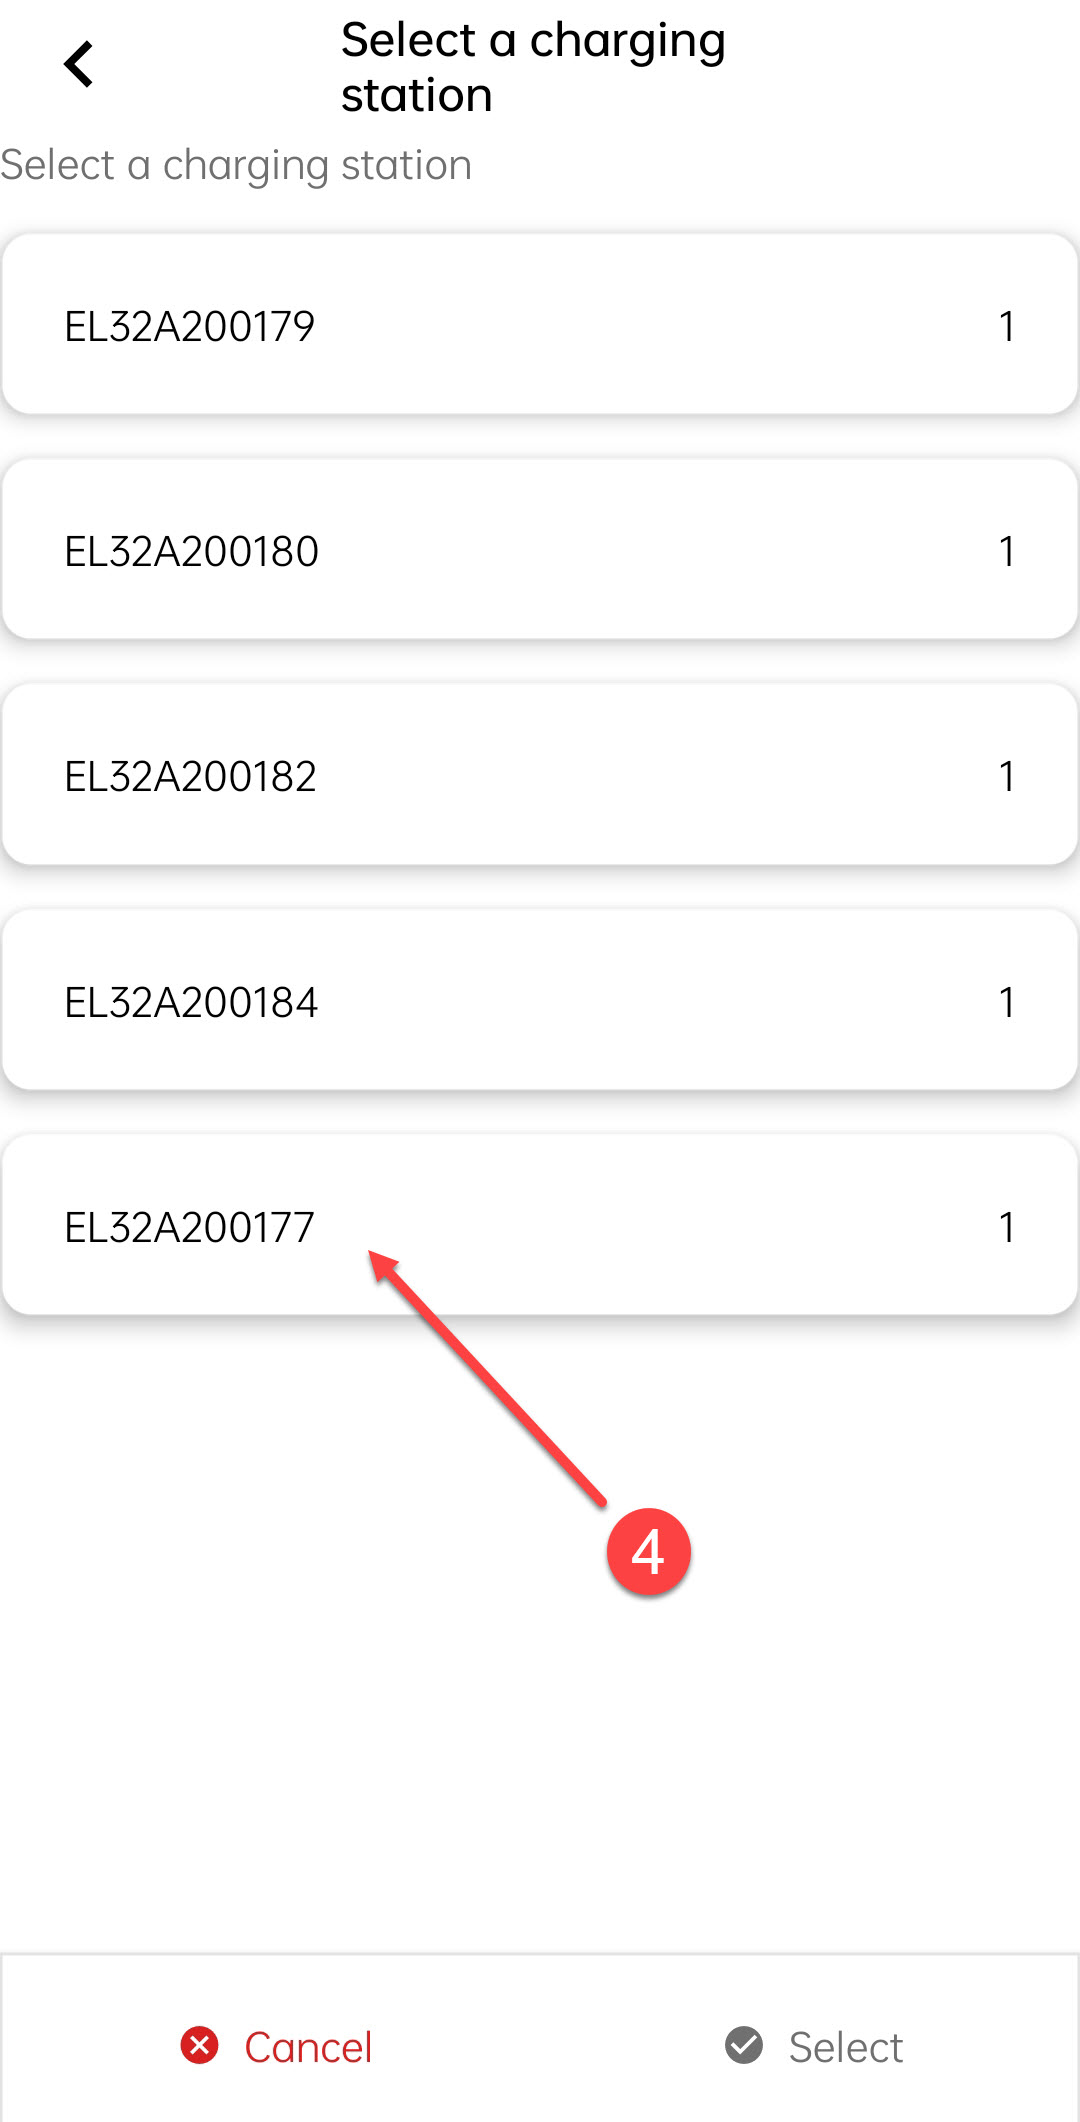 Select a charging
station
Select a charging station
EL32A200179 1
EL32A200180 1
EL32A200182 1
EL32A200184 1
EL32A200177 1
4
Cancel Select